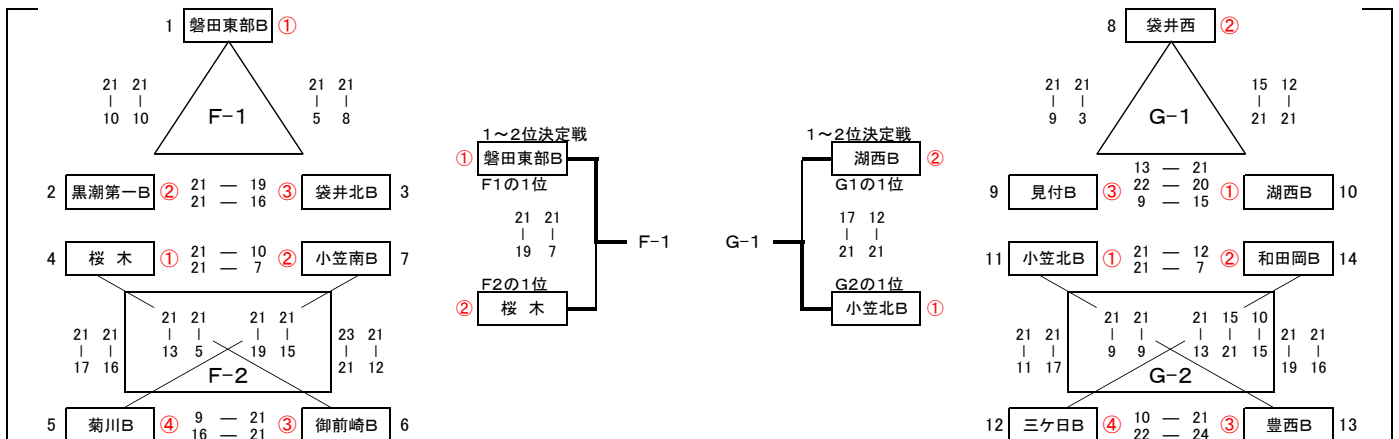 1 磐田東部B ①
21 21
| |
10 10
21 21
| |
5 8
F-1
2 黒潮第一B ② 21 — 19 ③ 袋井北B 3
21 — 16
4 桜 木 ① 21 — 10 ② 小笠南B 7
21 — 7
21 21
| |
17 16
21 21
| |
13 5
21 21
| |
19 15
23 21
| |
21 12
F-2
5 菊川B ④ 9 — 21 ③ 御前崎B 6
16 — 21
1~2位決定戦
① 磐田東部B
F1の1位
21 21
| |
19 7
F-1
F2の1位
② 桜 木
1~2位決定戦
湖西B ②
G1の1位
17 12
| |
21 21
G-1
G2の1位
小笠北B ①
8 袋井西 ②
21 21
| |
9 3
15 12
| |
21 21
G-1
13 — 21
9 見付B ③ 22 — 20 ① 湖西B 10
9 — 15
11 小笠北B ① 21 — 12 ② 和田岡B 14
21 — 7
21 21
| |
11 17
21 21
| |
9 9
21 15 10
| | |
13 21 15
21 21
| |
19 16
G-2
12 三ケ日B ④ 10 — 21 ③ 豊西B 13
22 — 24